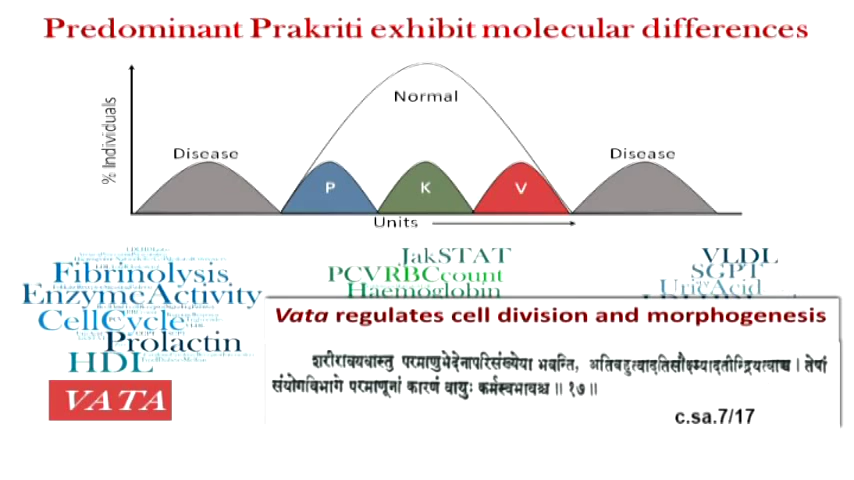 Predominant Prakriti exhibit molecular differences
% Individuals
Normal
Disease
Disease
P
K
V
Units
JakSTAT
VLDL
Fibrinolysis
PCVRBCcount
SGPT
EnzymeActivity
Haemoglobin
UricAcid
CellCycle
Prolactin
HDL
VATA
Vata regulates cell division and morphogenesis
शरीरावयवास्तु परमाणुभेदेनापरिसंख्येया भवन्ति, अतिबहुत्वादतिसौक्ष्म्यादतीन्द्रियत्वाच्च । तेषां
संयोगविभागे परमाणूनां कारणं वायुः कर्मस्वभावश्च ॥ १७ ॥
c.sa.7/17